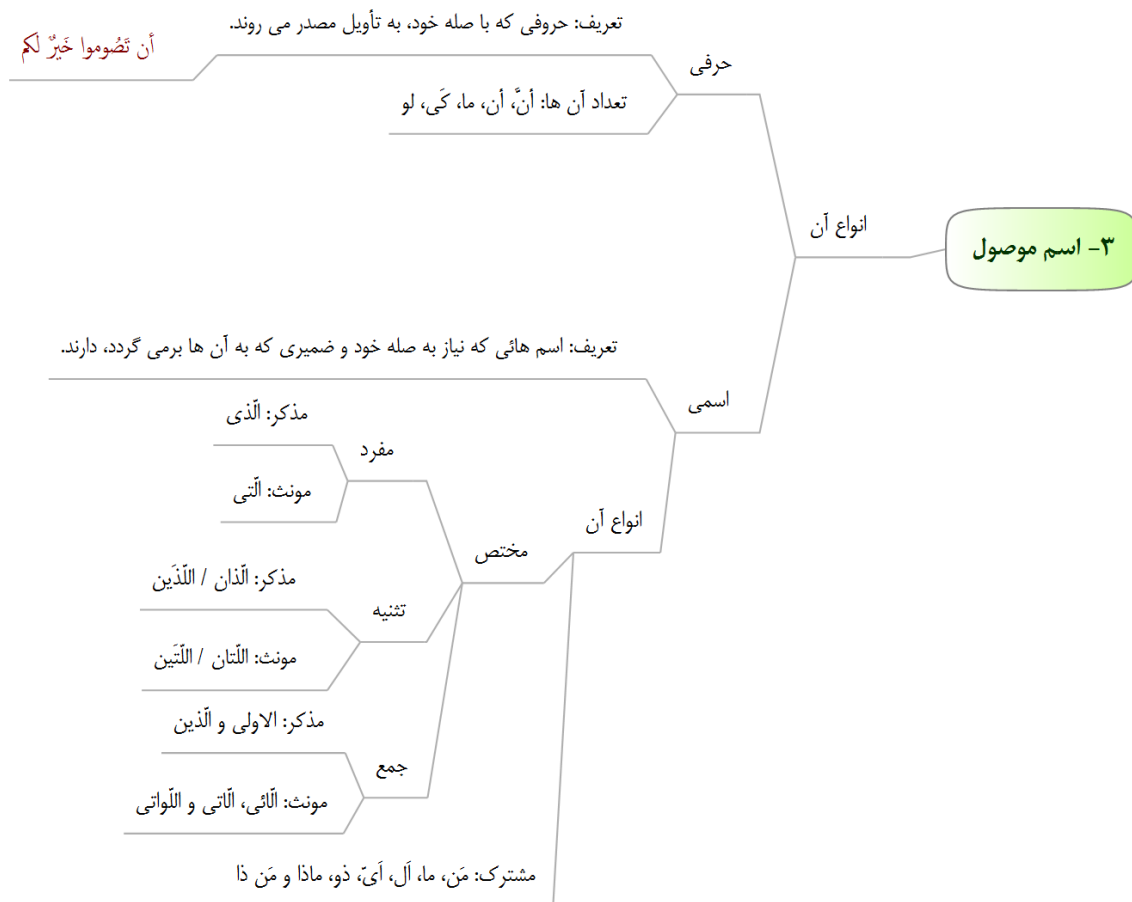 ۳- اسم موصول
انواع آن
حرفی
تعریف: حروفی که با صله خود، به تأویل مصدر می روند.
أن تَصُوموا خَیرٌ لَکم
تعداد آن ها: أنَّ، أن، ما، کَی، لو
اسمی
تعریف: اسم هائی که نیاز به صله خود و ضمیری که به آن ها برمی گردد، دارند.
انواع آن
مختص
مفرد
مذکر: الّذی
مونث: الّتی
تثنیه
مذکر: الّذان / اللّذَین
مونث: اللّتان / اللّتَین
جمع
مذکر: الاولی و الّذین
مونث: الّائی، الّاتی و اللّواتی
مشترک: مَن، ما، اَل، اَیّ، ذو، ماذا و مَن ذا